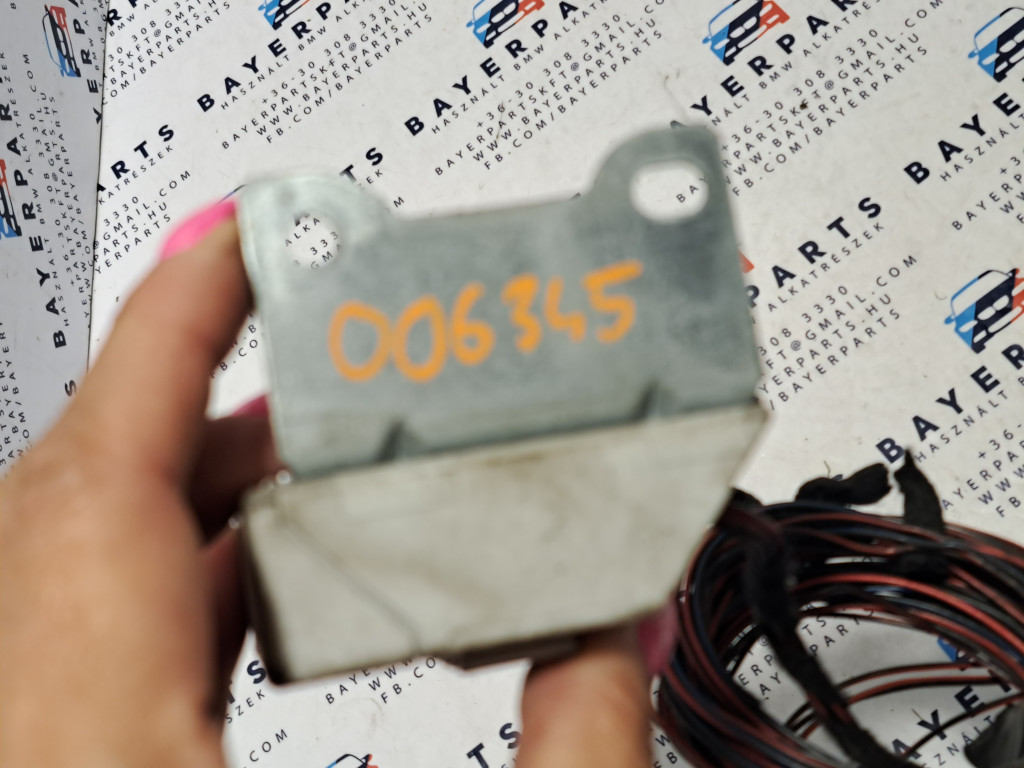 006345
BAYERPARTS
HASZNÁLT BMW ALKATRÉSZEK
+36-30 308 3330
BAYERPARTSKFT@GMAIL.COM
WWW.BAYERPARTS.HU
FB.COM/BAYERPARTS